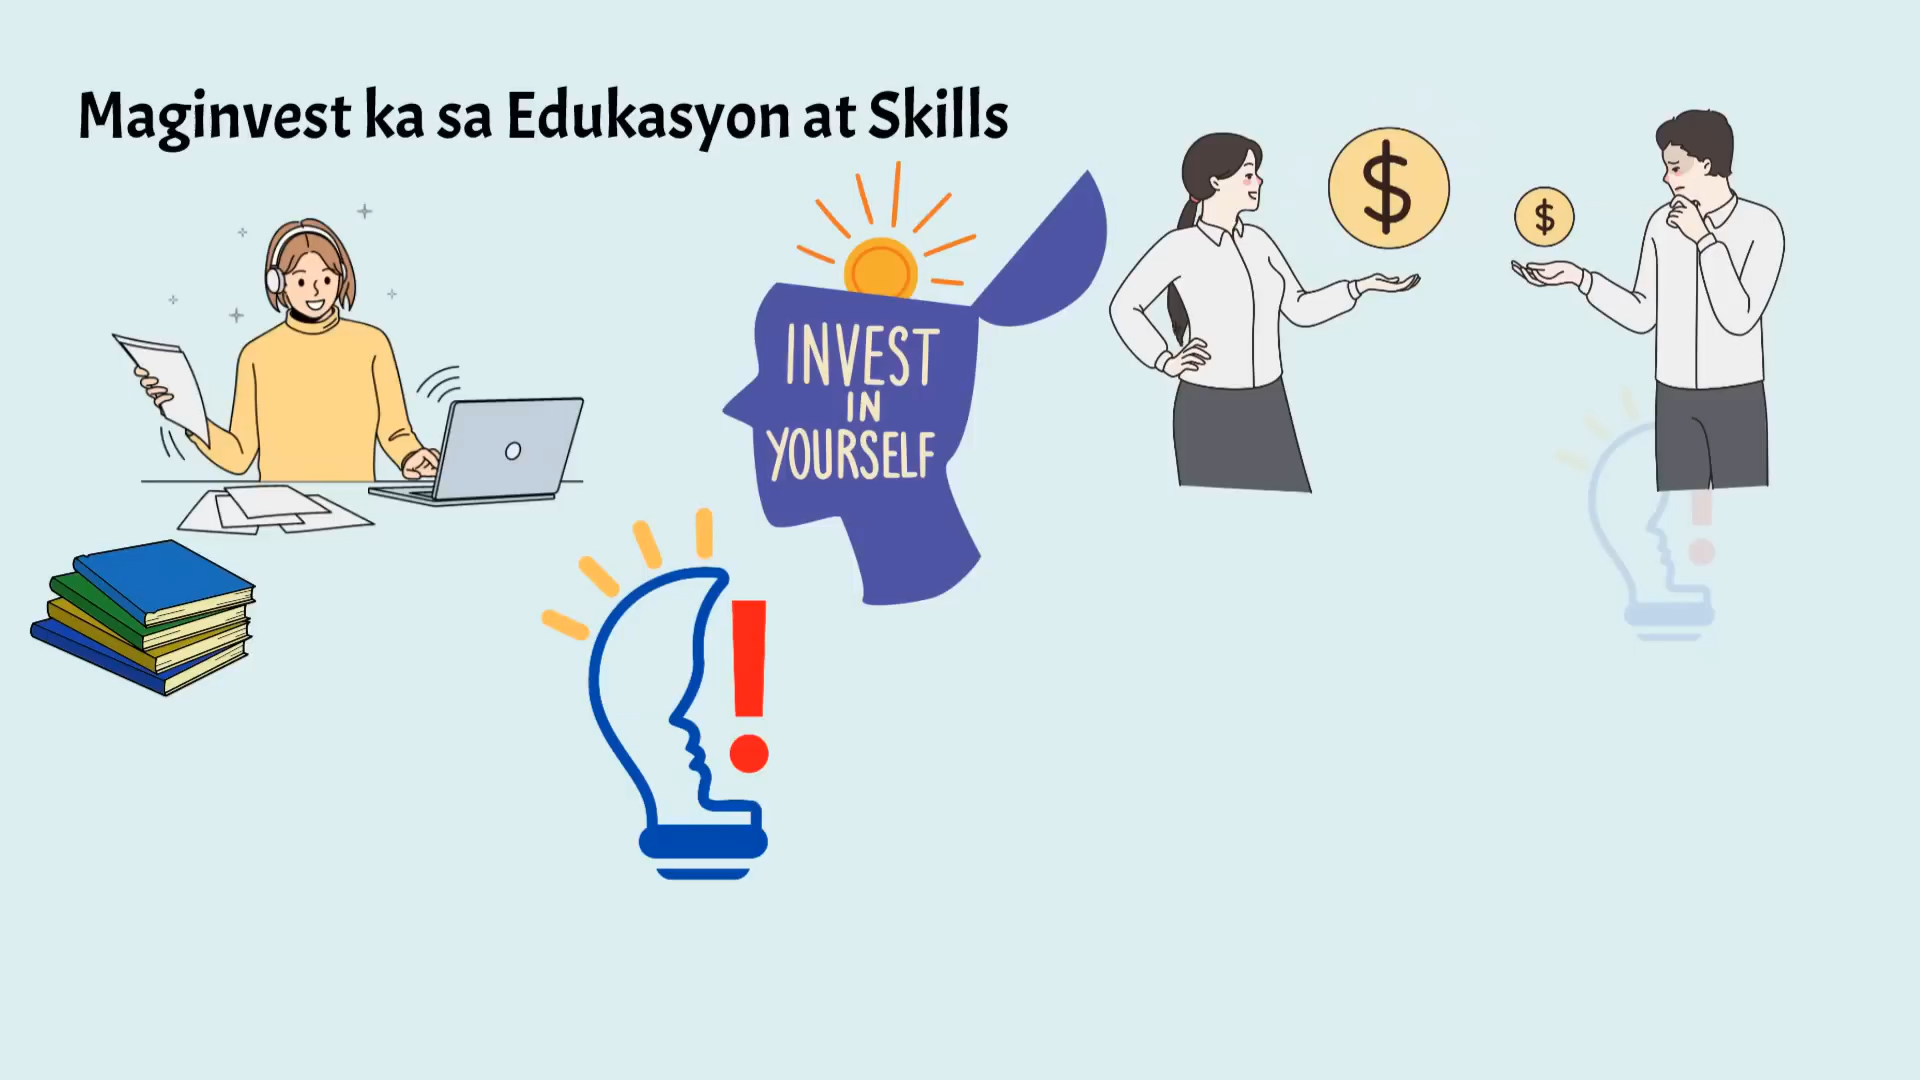 Maginvest ka sa Edukasyon at Skills
INVEST
IN
YOURSELF
$
$
!